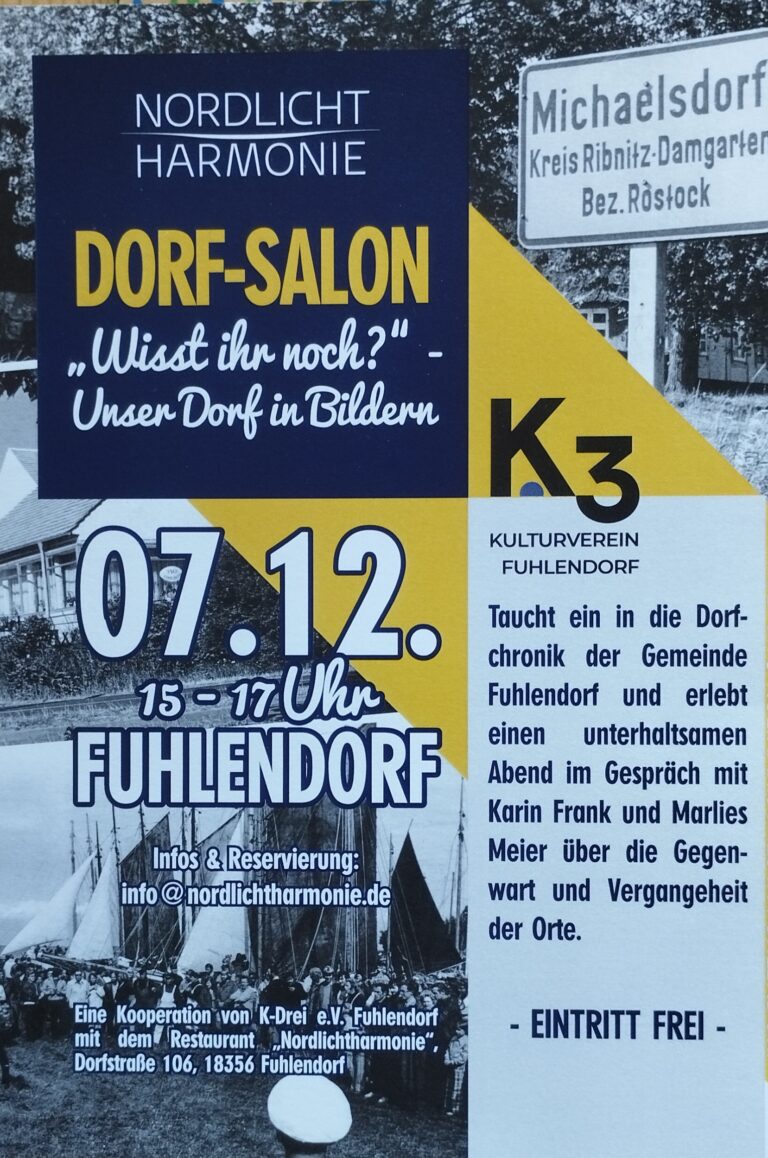 NORDLICHT
HARMONIE
DORF-SALON
„Wisst ihr noch?“ -
Unser Dorf in Bildern
Michaelsdorf
Kreis Ribnitz-Damgarten
Bez. Rostock
K.3
KULTURVEREIN
FUHLENDORF
07.12.
15 - 17 Uhr
FUHLENDORF
Infos & Reservierung:
info@nordlichtharmonie.de
Eine Kooperation von K-Drei e.V. Fuhlendorf
mit dem Restaurant „Nordlichtharmonie“,
Dorfstraße 106, 18356 Fuhlendorf
Taucht ein in die Dorf-
chronik der Gemeinde
Fuhlendorf und erlebt
einen unterhaltsamen
Abend im Gespräch mit
Karin Frank und Marlies
Meier über die Gegen-
wart und Vergangeheit
der Orte.
- EINTRITT FREI -